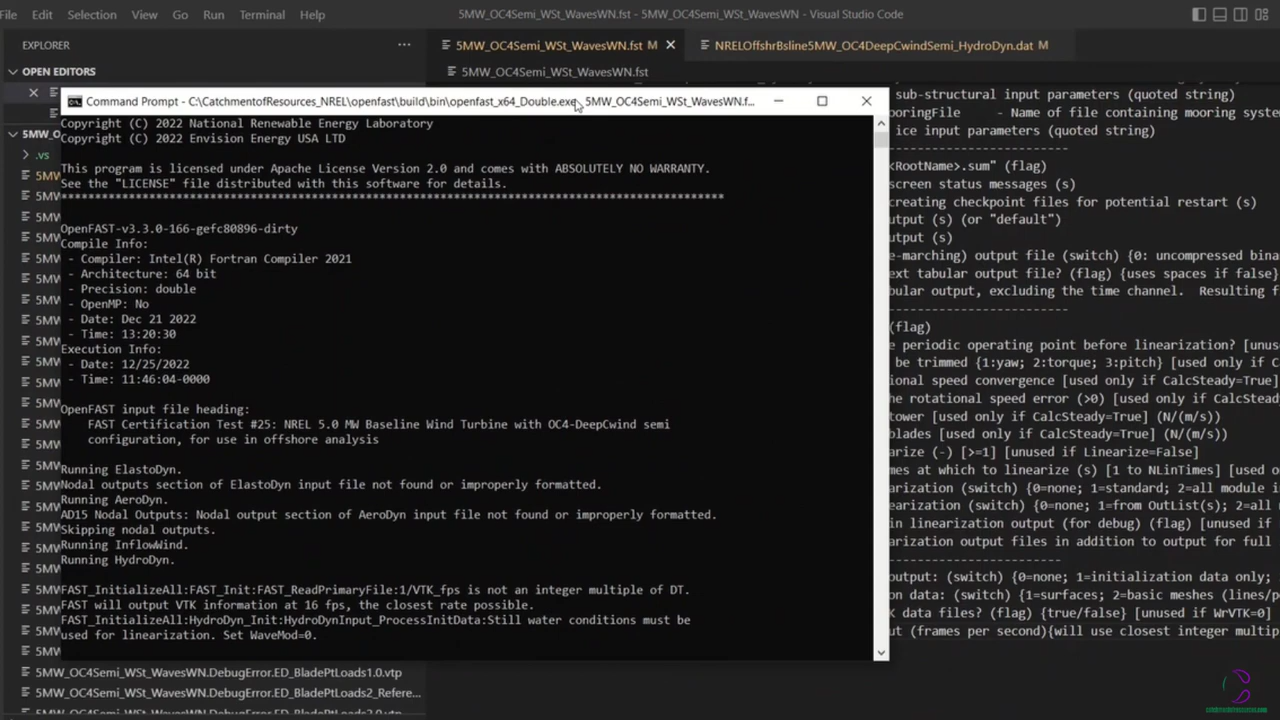 File Edit Selection View Go Run Terminal Help
5MW_OC4Semi_WSt_WavesWN.fst - 5MW_OC4Semi_WSt_WavesWN - Visual Studio Code
EXPLORER
OPEN EDITORS
5MW_O
.vs
5MW_OC4Semi_WSt_WavesWN.fst M
NRELOffshrBsline5MW_OC4DeepCwindSemi_HydroDyn.dat M
5MW_OC4Semi_WSt_WavesWN.fst
Command Prompt - C:\CatchmentofResources_NREL\openfast\build\bin\openfast_x64_Double.exe 5MW_OC4Semi_WSt_WavesWN.f...
Copyright (C) 2022 National Renewable Energy Laboratory
Copyright (C) 2022 Envision Energy USA LTD
This program is licensed under Apache License Version 2.0 and comes with ABSOLUTELY NO WARRANTY.
See the "LICENSE" file distributed with this software for details.
**************************************************************************************
OpenFAST-v3.3.0-166-gefc80896-dirty
Compile Info:
- Compiler: Intel(R) Fortran Compiler 2021
- Architecture: 64 bit
- Precision: double
- OpenMP: No
- Date: Dec 21 2022
- Time: 13:20:30
Execution Info:
- Date: 12/25/2022
- Time: 11:46:04-0000
OpenFAST input file heading:
FAST Certification Test #25: NREL 5.0 MW Baseline Wind Turbine with OC4-DeepCwind semi
configuration, for use in offshore analysis
Running ElastoDyn.
Nodal outputs section of ElastoDyn input file not found or improperly formatted.
Running AeroDyn.
AD15 Nodal Outputs: Nodal output section of AeroDyn input file not found or improperly formatted.
Skipping nodal outputs.
Running InflowWind.
Running HydroDyn.
FAST_InitializeAll:FAST_Init:FAST_ReadPrimaryFile:1/VTK_fps is not an integer multiple of DT.
FAST will output VTK information at 16 fps, the closest rate possible.
FAST_InitializeAll:HydroDyn_Init:HydroDynInput_ProcessInitData:Still water conditions must be
used for linearization. Set WaveMod=0.
sub-structural input parameters (quoted string)
ooringFile - Name of file containing mooring system
ice input parameters (quoted string)
<RootName>.sum" (flag)
screen status messages (s)
creating checkpoint files for potential restart (s)
utput (s) (or "default")
utput (s)
e-marching) output file (switch) {0: uncompressed bina
ext tabular output file? (flag) {uses spaces if false}
bular output, excluding the time channel. Resulting f
(flag)
e periodic operating point before linearization? [unus
be trimmed {1:yaw; 2:torque; 3:pitch} [used only if C
ional speed convergence [used only if CalcSteady=True]
he rotational speed error (>0) [used only if CalcStead
tower [used only if CalcSteady=True] (N/(m/s))
blades [used only if CalcSteady=True] (N/(m/s))
earize (-) [>=1] [unused if Linearize=False]
mes at which to linearize (s) [1 to NLinTimes] [used o
arization (switch) {0=none; 1=standard; 2=all module i
arization (switch) {0=none; 1=from OutList(s); 2=all m
in linearization output (for debug) (flag) [unused if
arization output files in addition to output for full
output: (switch) {0=none; 1=initialization data only;
on data: (switch) {1=surfaces; 2=basic meshes (lines/po
K data files? (flag) {true/false} [unused if WrVTK=0]
ut (frames per second){will use closest integer multip
5MW_OC4Semi_WSt_WavesWN.DebugError.ED_BladePtLoads1.0.vtp
5MW_OC4Semi_WSt_WavesWN.DebugError.ED_BladePtLoads2_Refere...